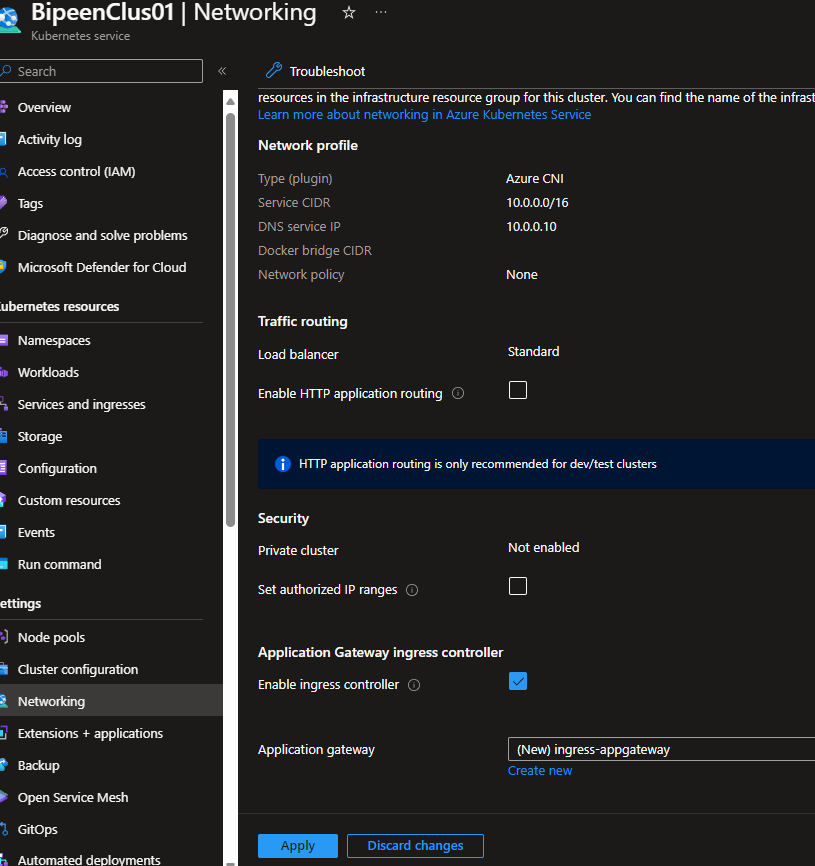 BipeenClus01 | Networking
Kubernetes service
Search
Troubleshoot
Overview
Activity log
Access control (IAM)
Tags
Diagnose and solve problems
Microsoft Defender for Cloud
ubernetes resources
Namespaces
Workloads
Services and ingresses
Storage
Configuration
Custom resources
Events
Run command
ettings
Node pools
Cluster configuration
Networking
Extensions + applications
Backup
Open Service Mesh
GitOps
Automated deployments
resources in the infrastructure resource group for this cluster. You can find the name of the infrast
Learn more about networking in Azure Kubernetes Service
Network profile
Type (plugin) Azure CNI
Service CIDR 10.0.0.0/16
DNS service IP 10.0.0.10
Docker bridge CIDR
Network policy None
Traffic routing
Load balancer Standard
Enable HTTP application routing
HTTP application routing is only recommended for dev/test clusters
Security
Private cluster Not enabled
Set authorized IP ranges
Application Gateway ingress controller
Enable ingress controller
Application gateway (New) ingress-appgateway
Create new
Apply Discard changes